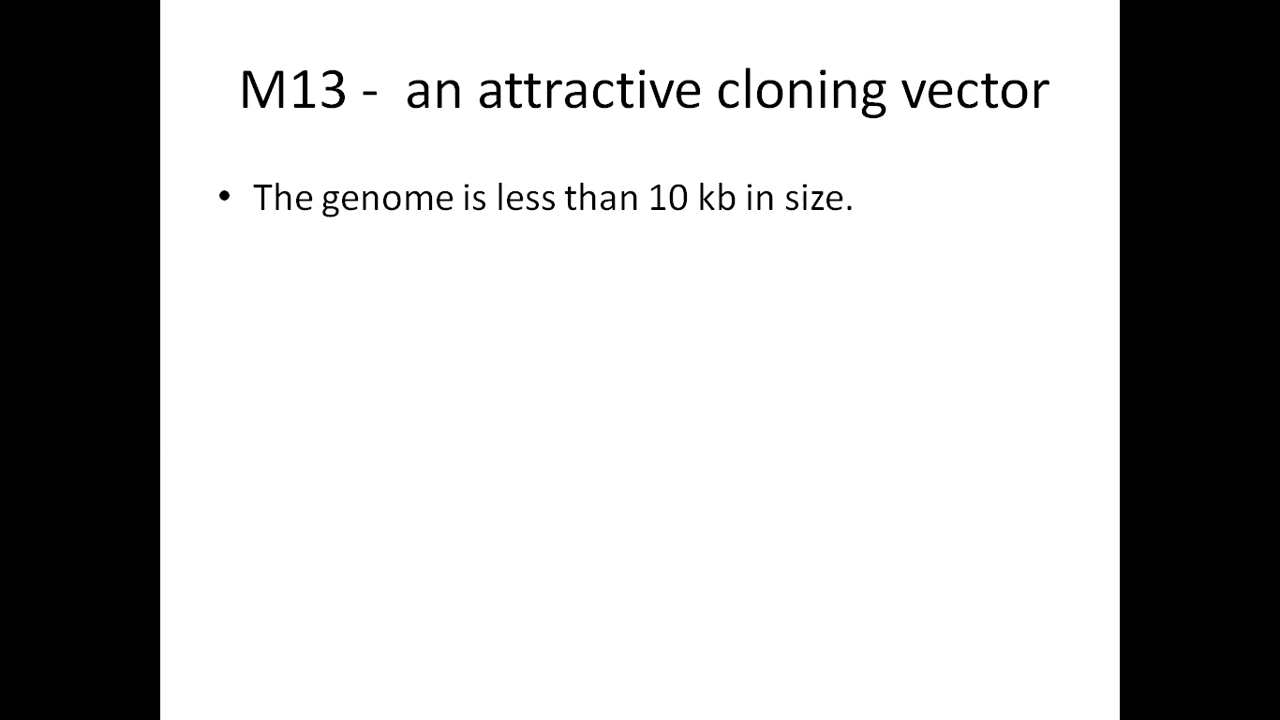 M13 -  an attractive cloning vector
• The genome is less than 10 kb in size.